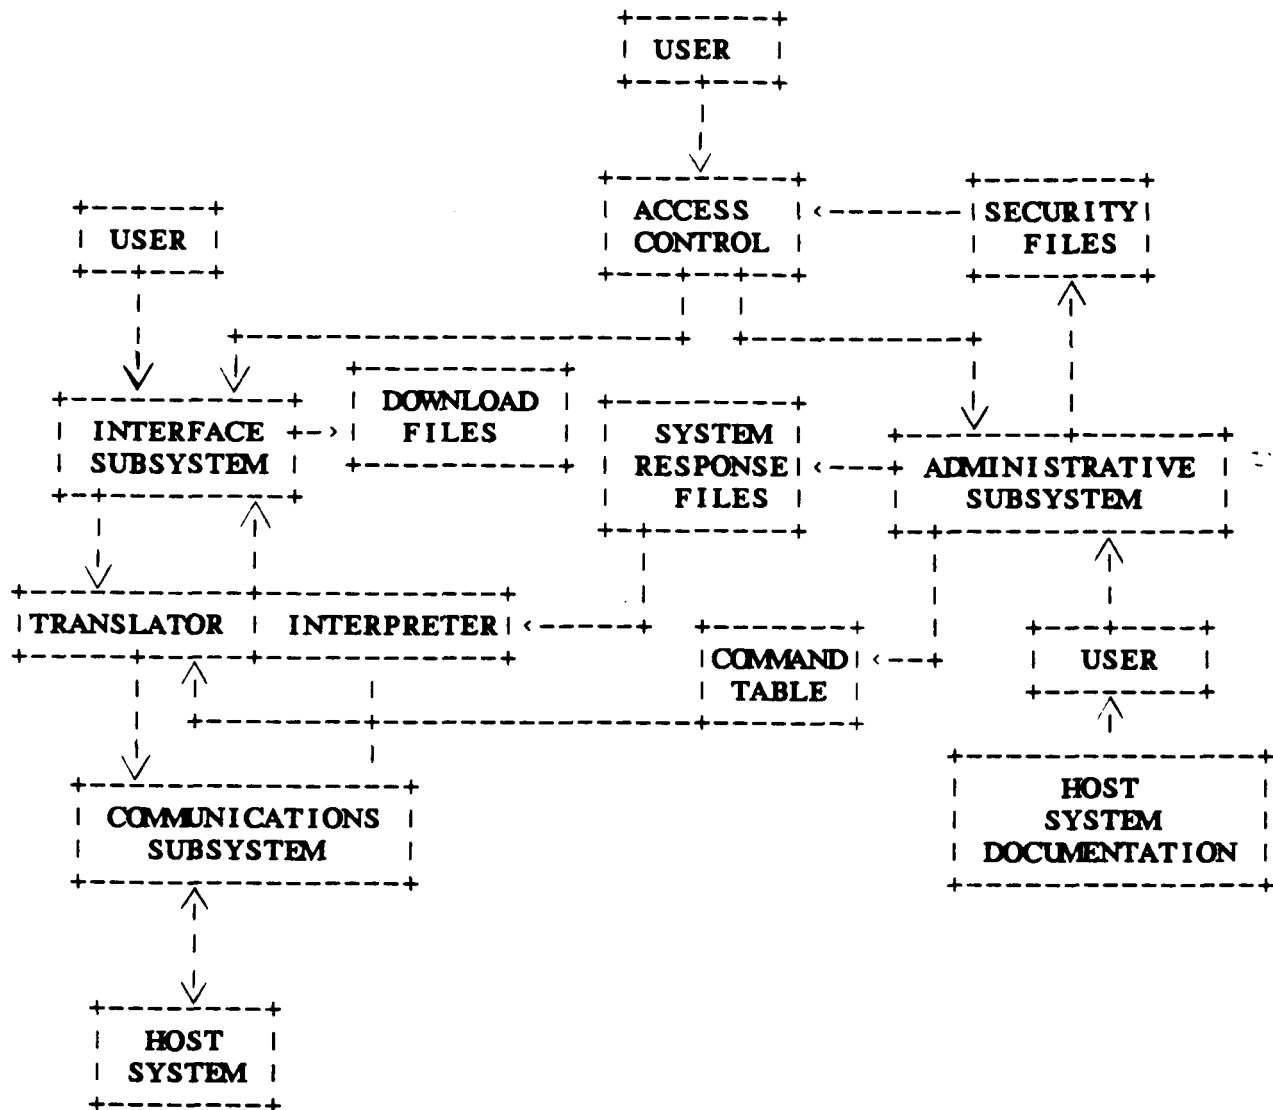 USER
ACCESS
CONTROL
SECURITY
FILES
USER
DOWNLOAD
FILES
INTERFACE
SUBSYSTEM
SYSTEM
RESPONSE
FILES
ADMINISTRATIVE
SUBSYSTEM
TRANSLATOR
INTERPRETER
COMMAND
TABLE
USER
COMMUNICATIONS
SUBSYSTEM
HOST
SYSTEM
DOCUMENTATION
HOST
SYSTEM